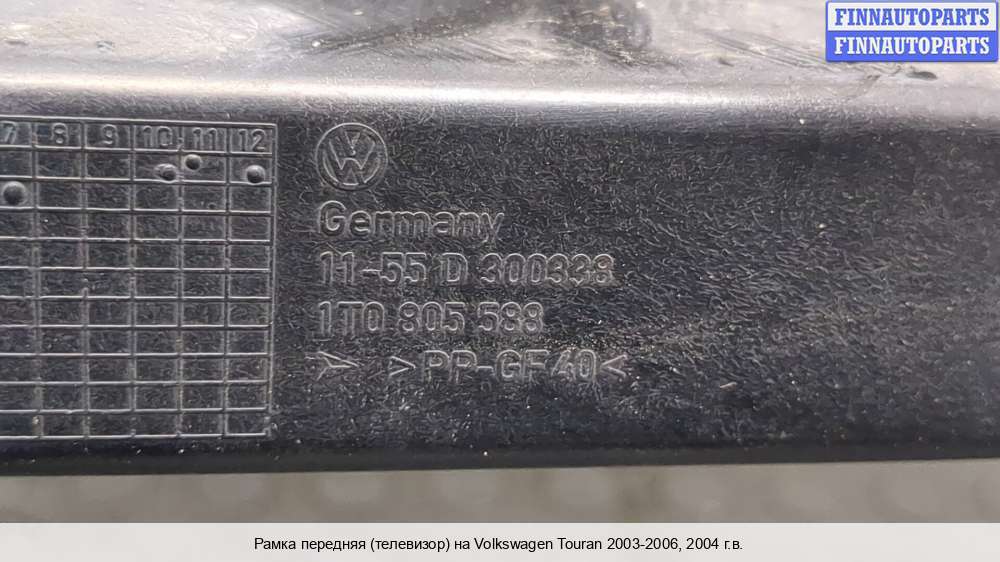 FINNAUTOPARTS
FINNAUTOPARTS
7 8 9 10 11 12
Germany
11-55 D 300338
1T0 805 588
>PP-GF40<
Рамка передняя (телевизор) на Volkswagen Touran 2003-2006, 2004 г.в.